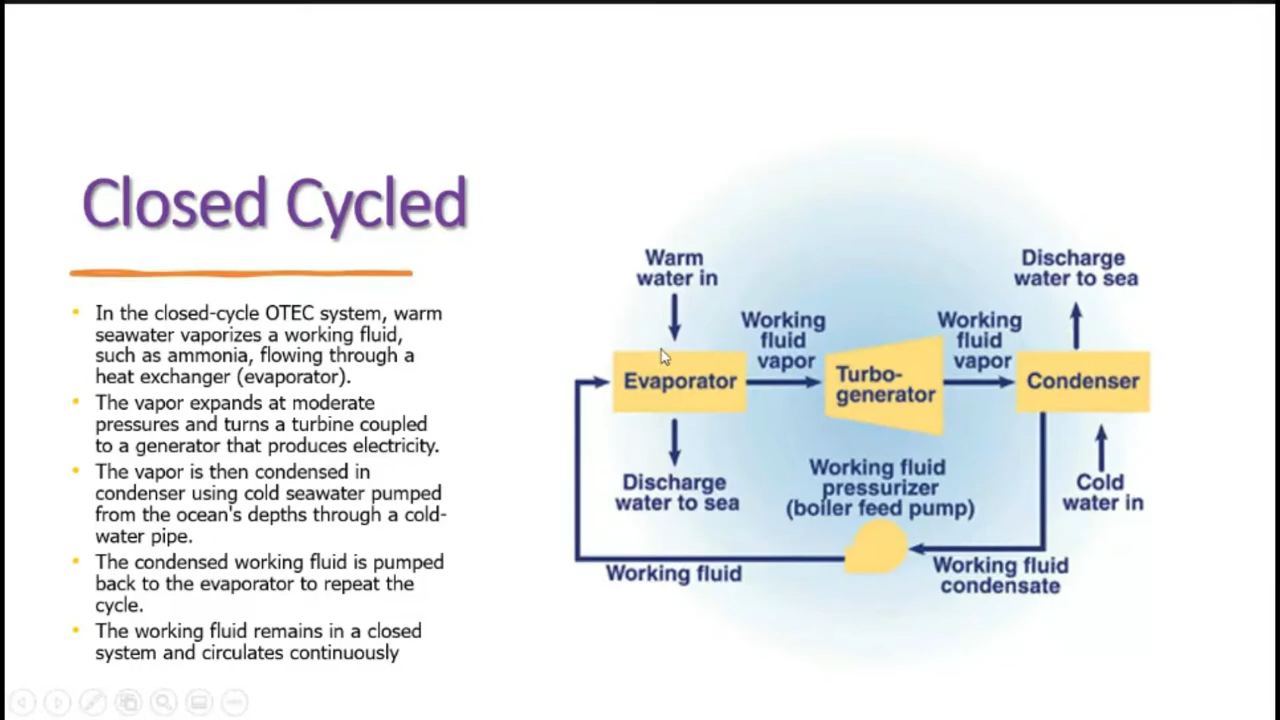 Closed Cycled
In the closed-cycle OTEC system, warm
seawater vaporizes a working fluid,
such as ammonia, flowing through a
heat exchanger (evaporator).
The vapor expands at moderate
pressures and turns a turbine coupled
to a generator that produces electricity.
The vapor is then condensed in
condenser using cold seawater pumped
from the ocean's depths through a cold-
water pipe.
The condensed working fluid is pumped
back to the evaporator to repeat the
cycle.
The working fluid remains in a closed
system and circulates continuously
Warm
water in
Discharge
water to sea
Working
fluid
vapor
Working
fluid
vapor
Evaporator
Turbo-
generator
Condenser
Discharge
water to sea
Working fluid
pressurizer
(boiler feed pump)
Cold
water in
Working fluid
Working fluid
condensate